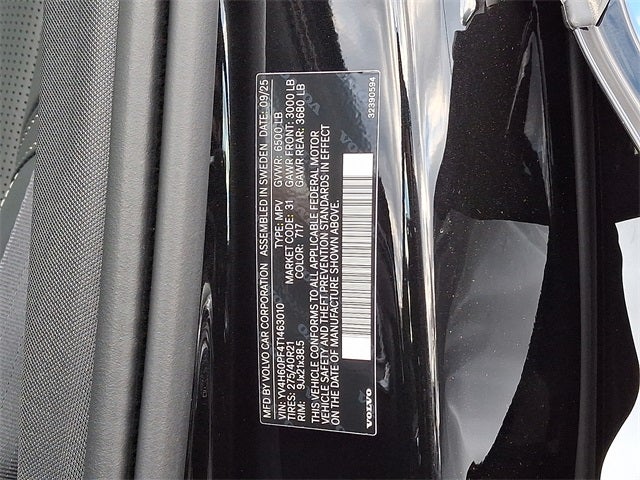 MFD BY VOLVO CAR CORPORATION ASSEMBLED IN SWEDEN DATE: 09/25
VIN: YV4H60PF4T1463010 TYPE: MPV GVWR: 6500 LB
TIRES: 275/40R21 MARKET CODE: 31 GAWR FRONT: 3000 LB
RIM: 9Jx21x38.5 COLOR: 717 GAWR REAR: 3680 LB
THIS VEHICLE CONFORMS TO ALL APPLICABLE FEDERAL MOTOR
VEHICLE SAFETY AND THEFT PREVENTION STANDARDS IN EFFECT
ON THE DATE OF MANUFACTURE SHOWN ABOVE.
VOLVO 32390594